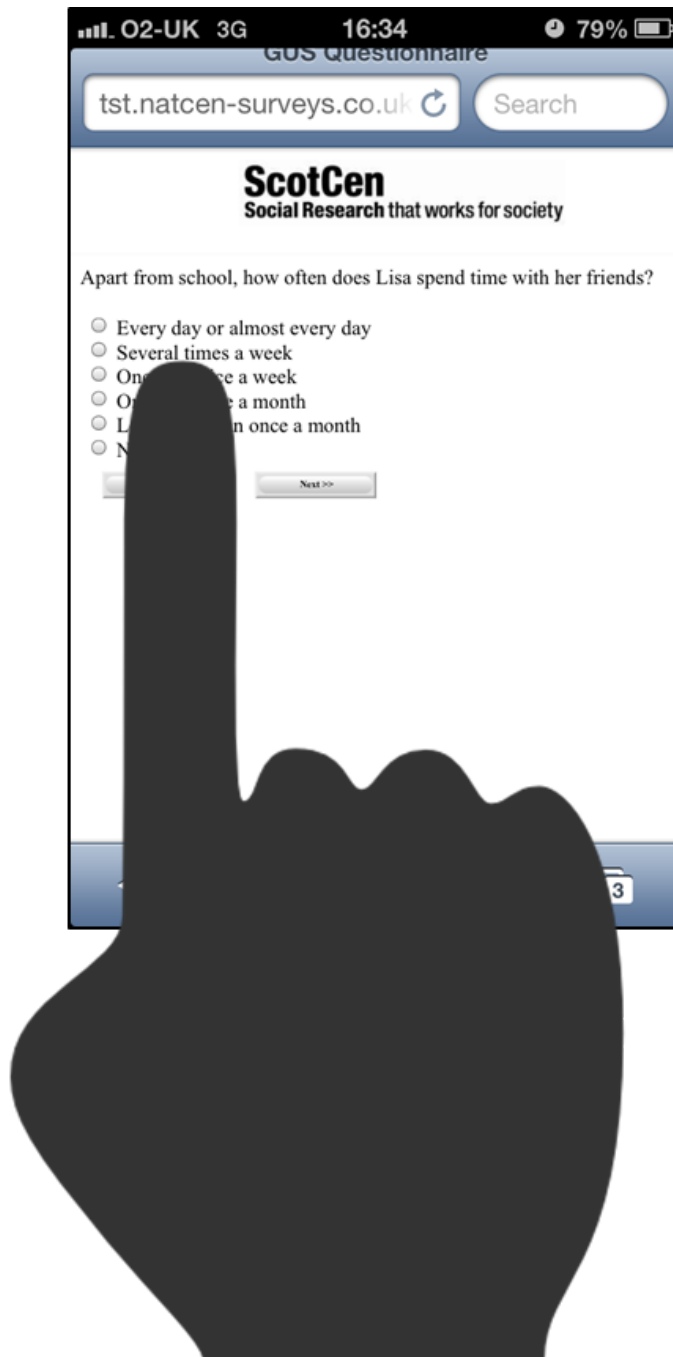 O2-UK 3G 16:34 79%
GUS Questionnaire
tst.natcen-surveys.co.uk Search
ScotCen
Social Research that works for society
Apart from school, how often does Lisa spend time with her friends?
Every day or almost every day
Several times a week
a week
a month
once a month
Next >>
3